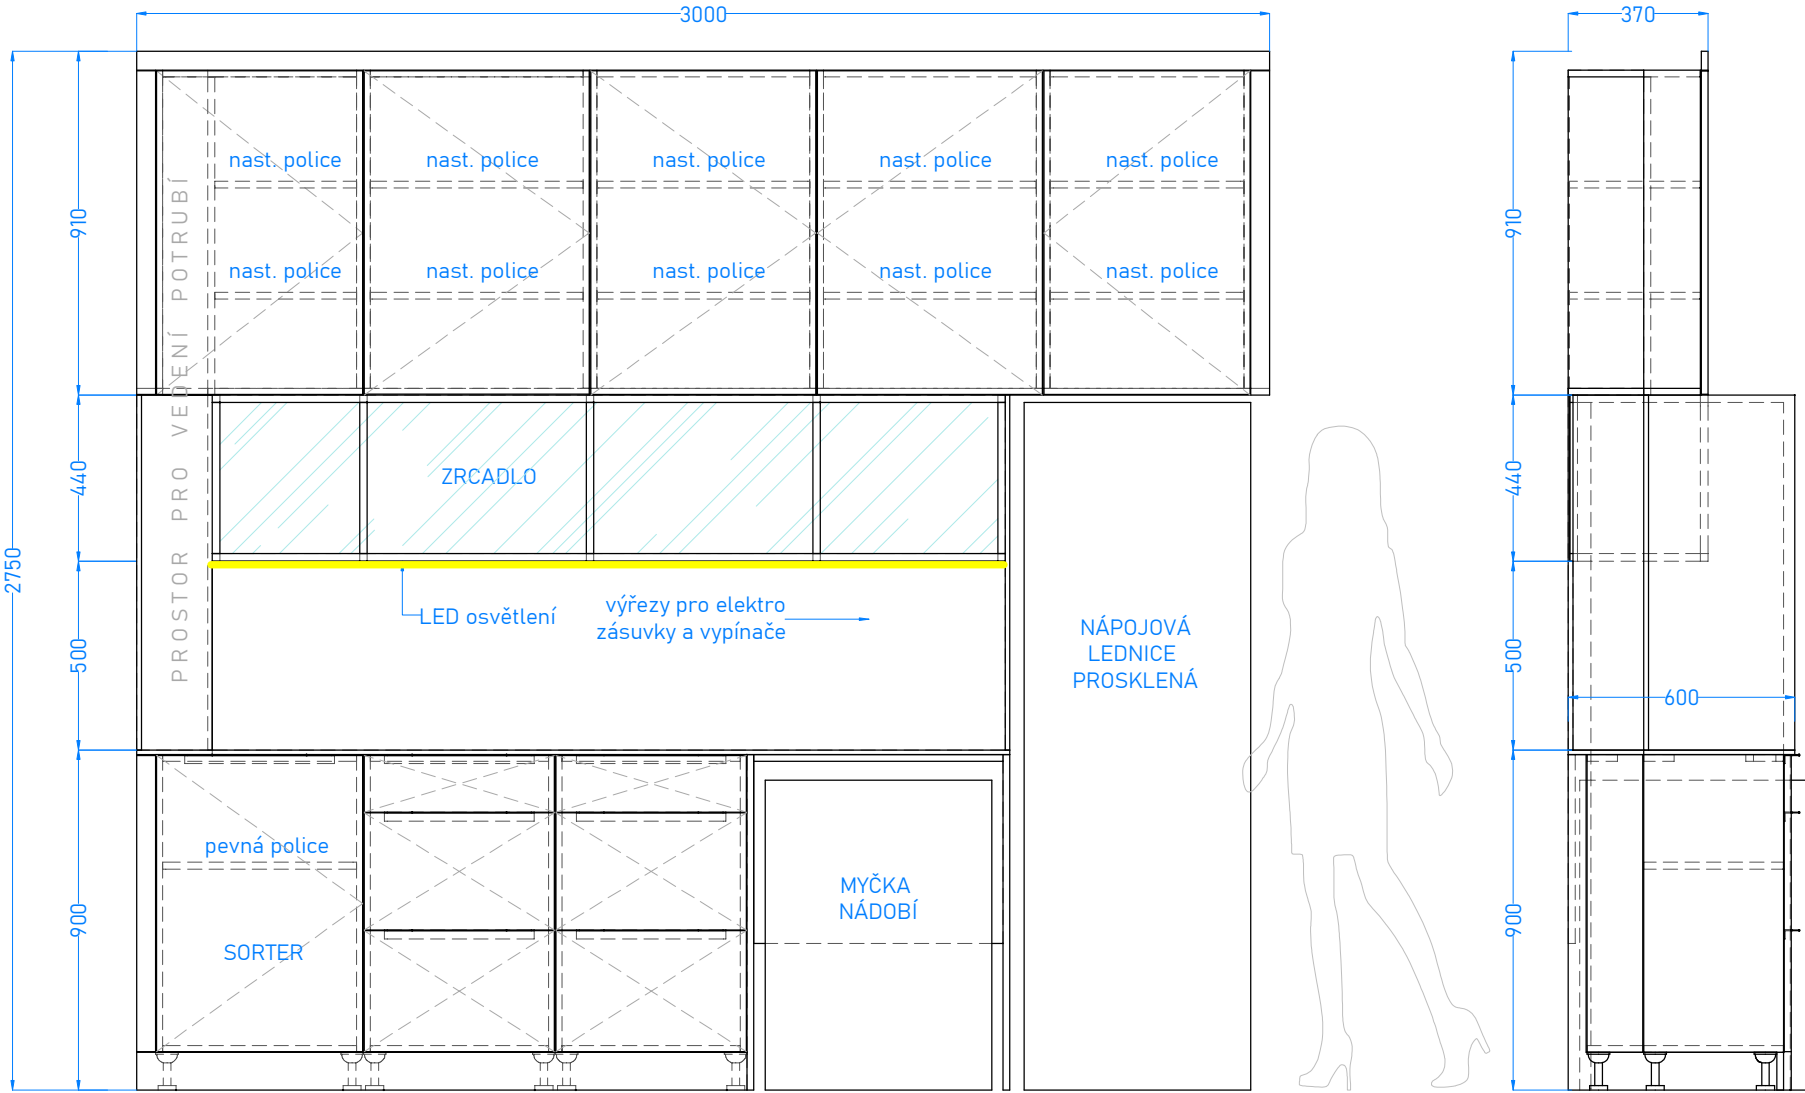 3000
370
nast. police
nast. police
nast. police
nast. police
nast. police
910
910
nast. police
nast. police
nast. police
nast. police
nast. police
PROSTOR PRO VEDENÍ POTRUBÍ
440
ZRCADLO
440
2750
LED osvětlení
výřezy pro elektro
zásuvky a vypínače
500
NÁPOJOVÁ
LEDNICE
PROSKLENÁ
500
600
pevná police
MYČKA
NÁDOBÍ
900
900
SORTER